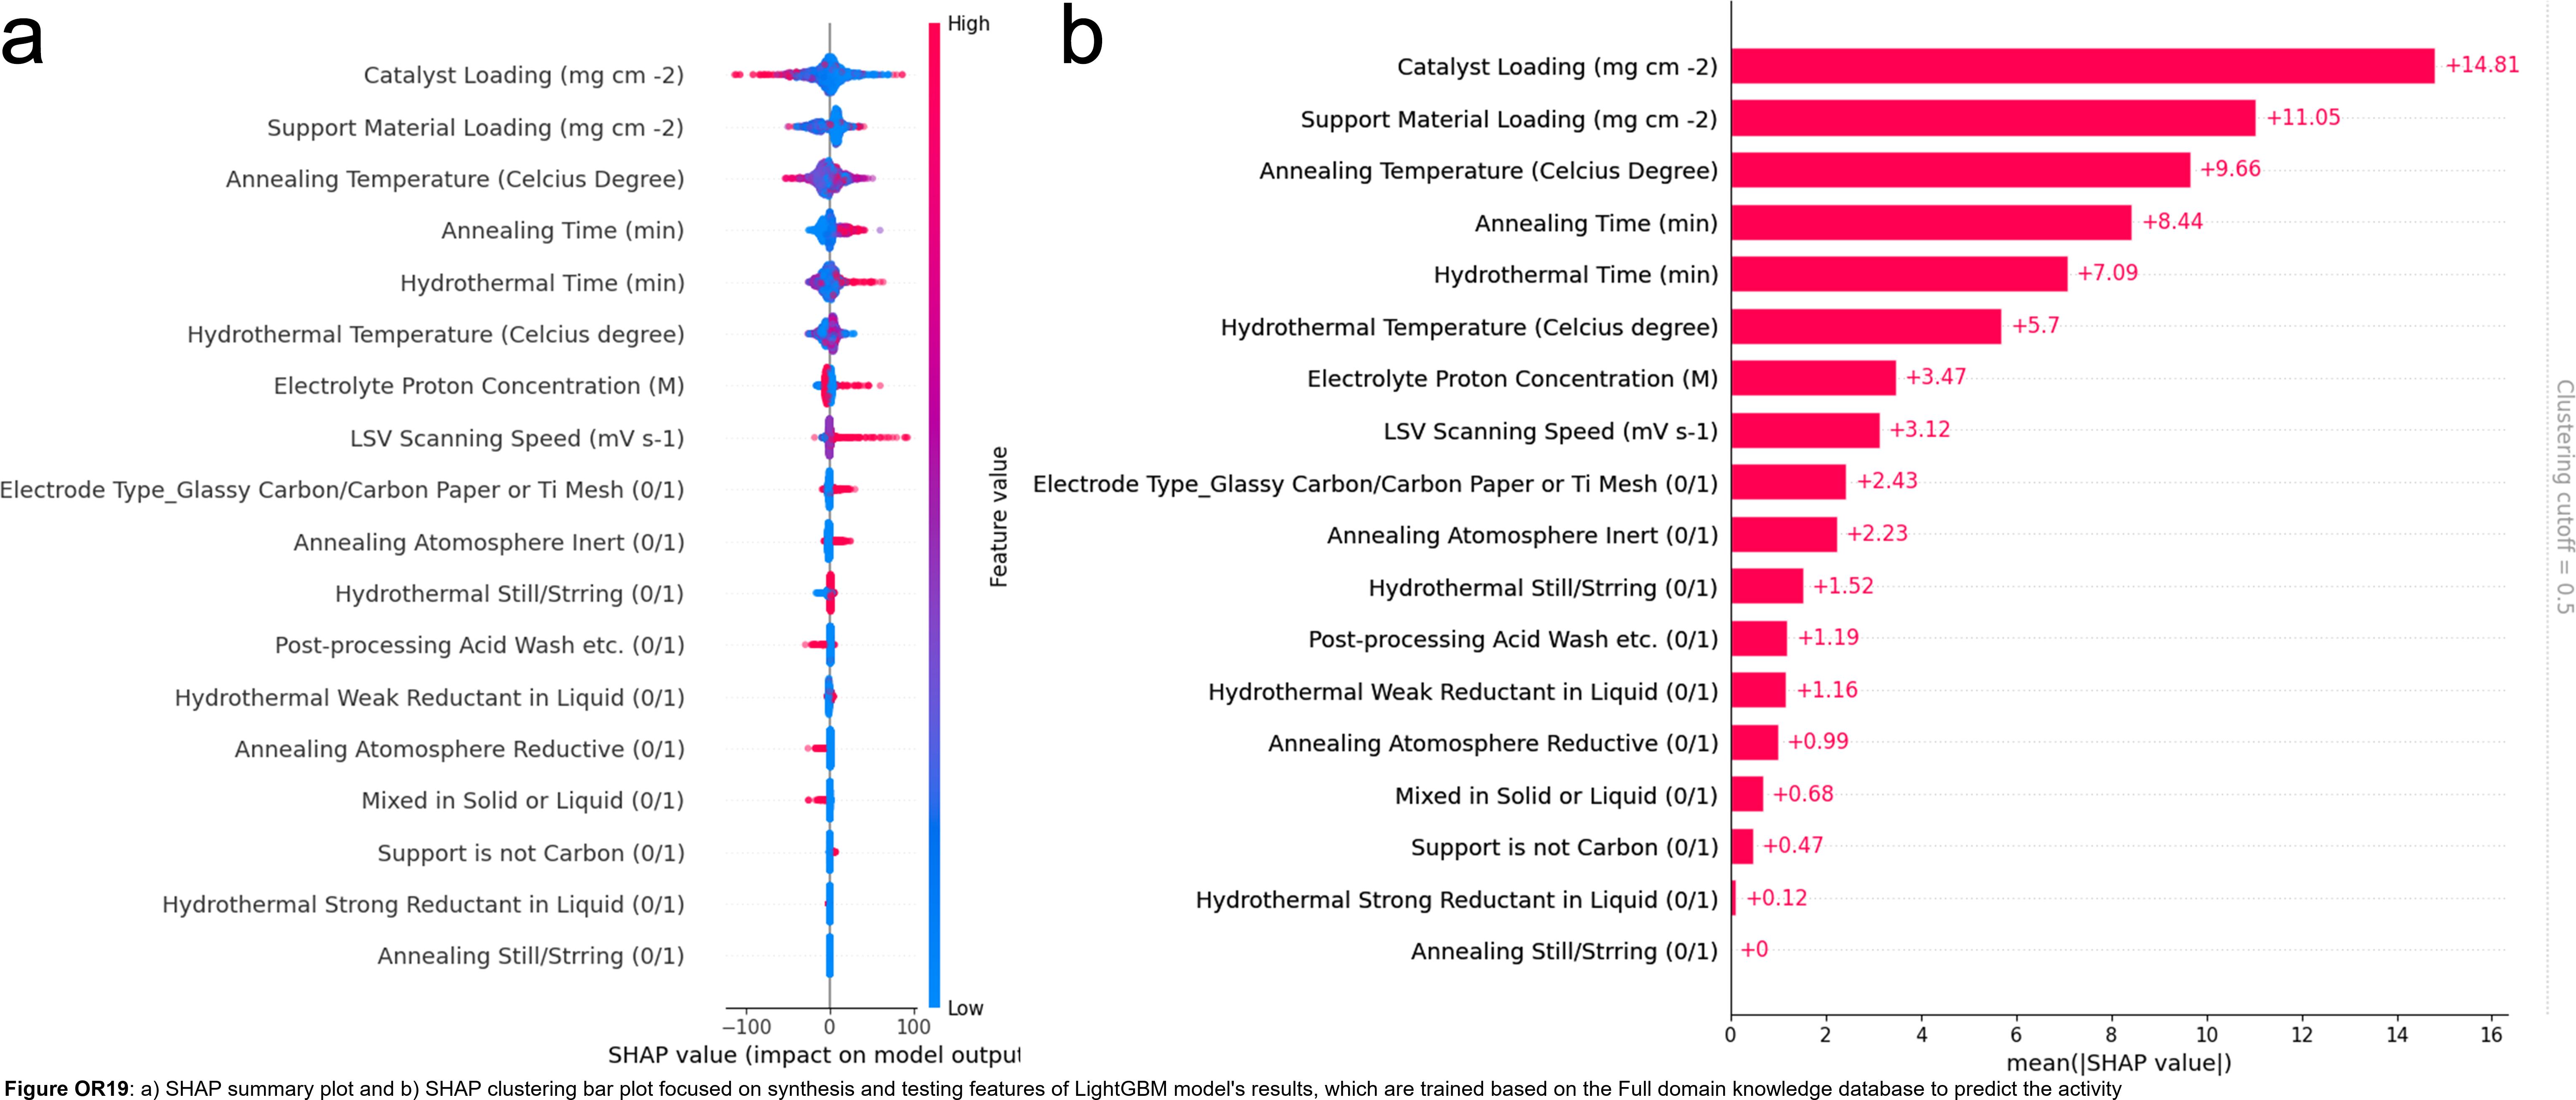 a
High
Catalyst Loading (mg cm -2)
Support Material Loading (mg cm -2)
Annealing Temperature (Celcius Degree)
Annealing Time (min)
Hydrothermal Time (min)
Hydrothermal Temperature (Celcius degree)
Electrolyte Proton Concentration (M)
LSV Scanning Speed (mV s-1)
Electrode Type_Glassy Carbon/Carbon Paper or Ti Mesh (0/1)
Annealing Atomosphere Inert (0/1)
Hydrothermal Still/Strring (0/1)
Post-processing Acid Wash etc. (0/1)
Hydrothermal Weak Reductant in Liquid (0/1)
Annealing Atomosphere Reductive (0/1)
Mixed in Solid or Liquid (0/1)
Support is not Carbon (0/1)
Hydrothermal Strong Reductant in Liquid (0/1)
Annealing Still/Strring (0/1)
Feature value
Low
−100 0 100
SHAP value (impact on model output
b
Catalyst Loading (mg cm -2) +14.81
Support Material Loading (mg cm -2) +11.05
Annealing Temperature (Celcius Degree) +9.66
Annealing Time (min) +8.44
Hydrothermal Time (min) +7.09
Hydrothermal Temperature (Celcius degree) +5.7
Electrolyte Proton Concentration (M) +3.47
LSV Scanning Speed (mV s-1) +3.12
Electrode Type_Glassy Carbon/Carbon Paper or Ti Mesh (0/1) +2.43
Annealing Atomosphere Inert (0/1) +2.23
Hydrothermal Still/Strring (0/1) +1.52
Post-processing Acid Wash etc. (0/1) +1.19
Hydrothermal Weak Reductant in Liquid (0/1) +1.16
Annealing Atomosphere Reductive (0/1) +0.99
Mixed in Solid or Liquid (0/1) +0.68
Support is not Carbon (0/1) +0.47
Hydrothermal Strong Reductant in Liquid (0/1) +0.12
Annealing Still/Strring (0/1) +0
Clustering cutoff = 0.5
0 2 4 6 8 10 12 14 16
mean(|SHAP value|)
Figure OR19: a) SHAP summary plot and b) SHAP clustering bar plot focused on synthesis and testing features of LightGBM model's results, which are trained based on the Full domain knowledge database to predict the activity